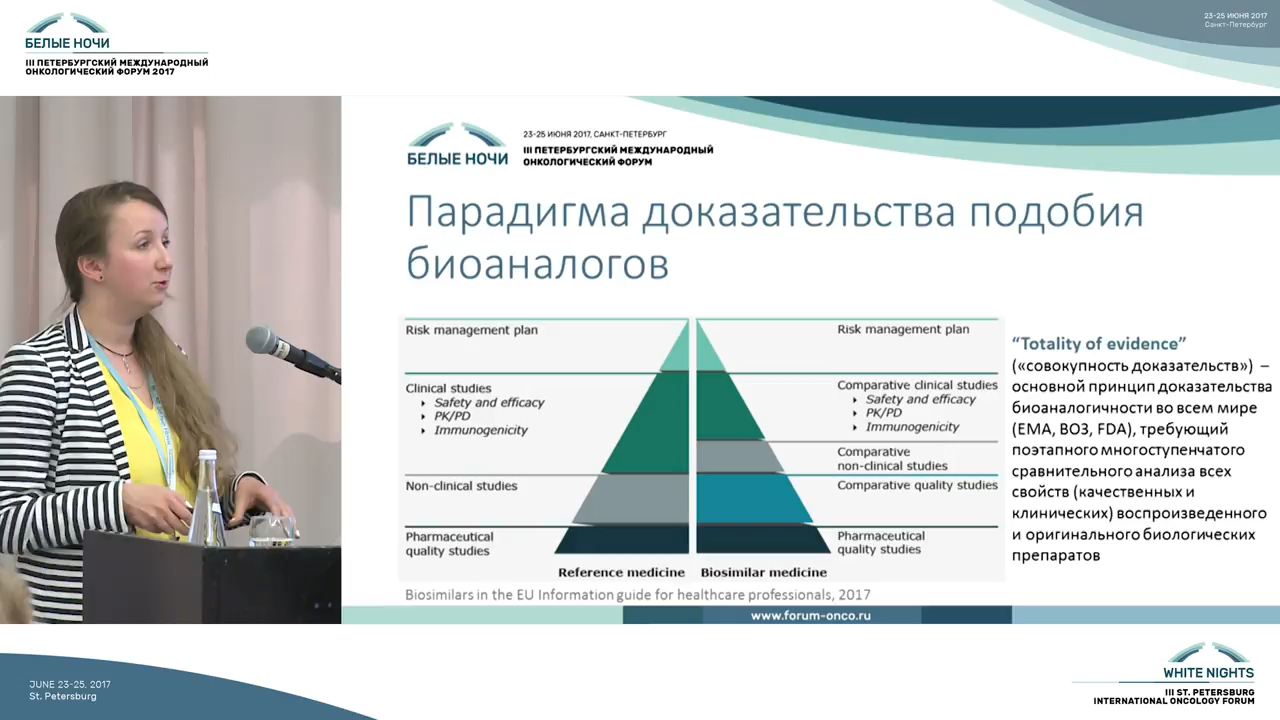 БЕЛЫЕ НОЧИ
III ПЕТЕРБУРГСКИЙ МЕЖДУНАРОДНЫЙ
ОНКОЛОГИЧЕСКИЙ ФОРУМ 2017
23-25 ИЮНЯ 2017
Санкт-Петербург
БЕЛЫЕ НОЧИ
23-25 ИЮНЯ 2017, САНКТ-ПЕТЕРБУРГ
III ПЕТЕРБУРГСКИЙ МЕЖДУНАРОДНЫЙ
ОНКОЛОГИЧЕСКИЙ ФОРУМ
Парадигма доказательства подобия
биоаналогов
Risk management plan
Clinical studies
Safety and efficacy
PK/PD
Immunogenicity
Non-clinical studies
Pharmaceutical
quality studies
Reference medicine
Risk management plan
Comparative clinical studies
Safety and efficacy
PK/PD
Immunogenicity
Comparative
non-clinical studies
Comparative quality studies
Pharmaceutical
quality studies
Biosimilar medicine
“Totality of evidence”
(«совокупность доказательств») –
основной принцип доказательства
биоаналогичности во всем мире
(EMA, ВОЗ, FDA), требующий
поэтапного многоступенчатого
сравнительного анализа всех
свойств (качественных и
клинических) воспроизведенного
и оригинального биологических
препаратов
Biosimilars in the EU Information guide for healthcare professionals, 2017
www.forum-onco.ru
JUNE 23-25, 2017
St. Petersburg
WHITE NIGHTS
III ST. PETERSBURG
INTERNATIONAL ONCOLOGY FORUM